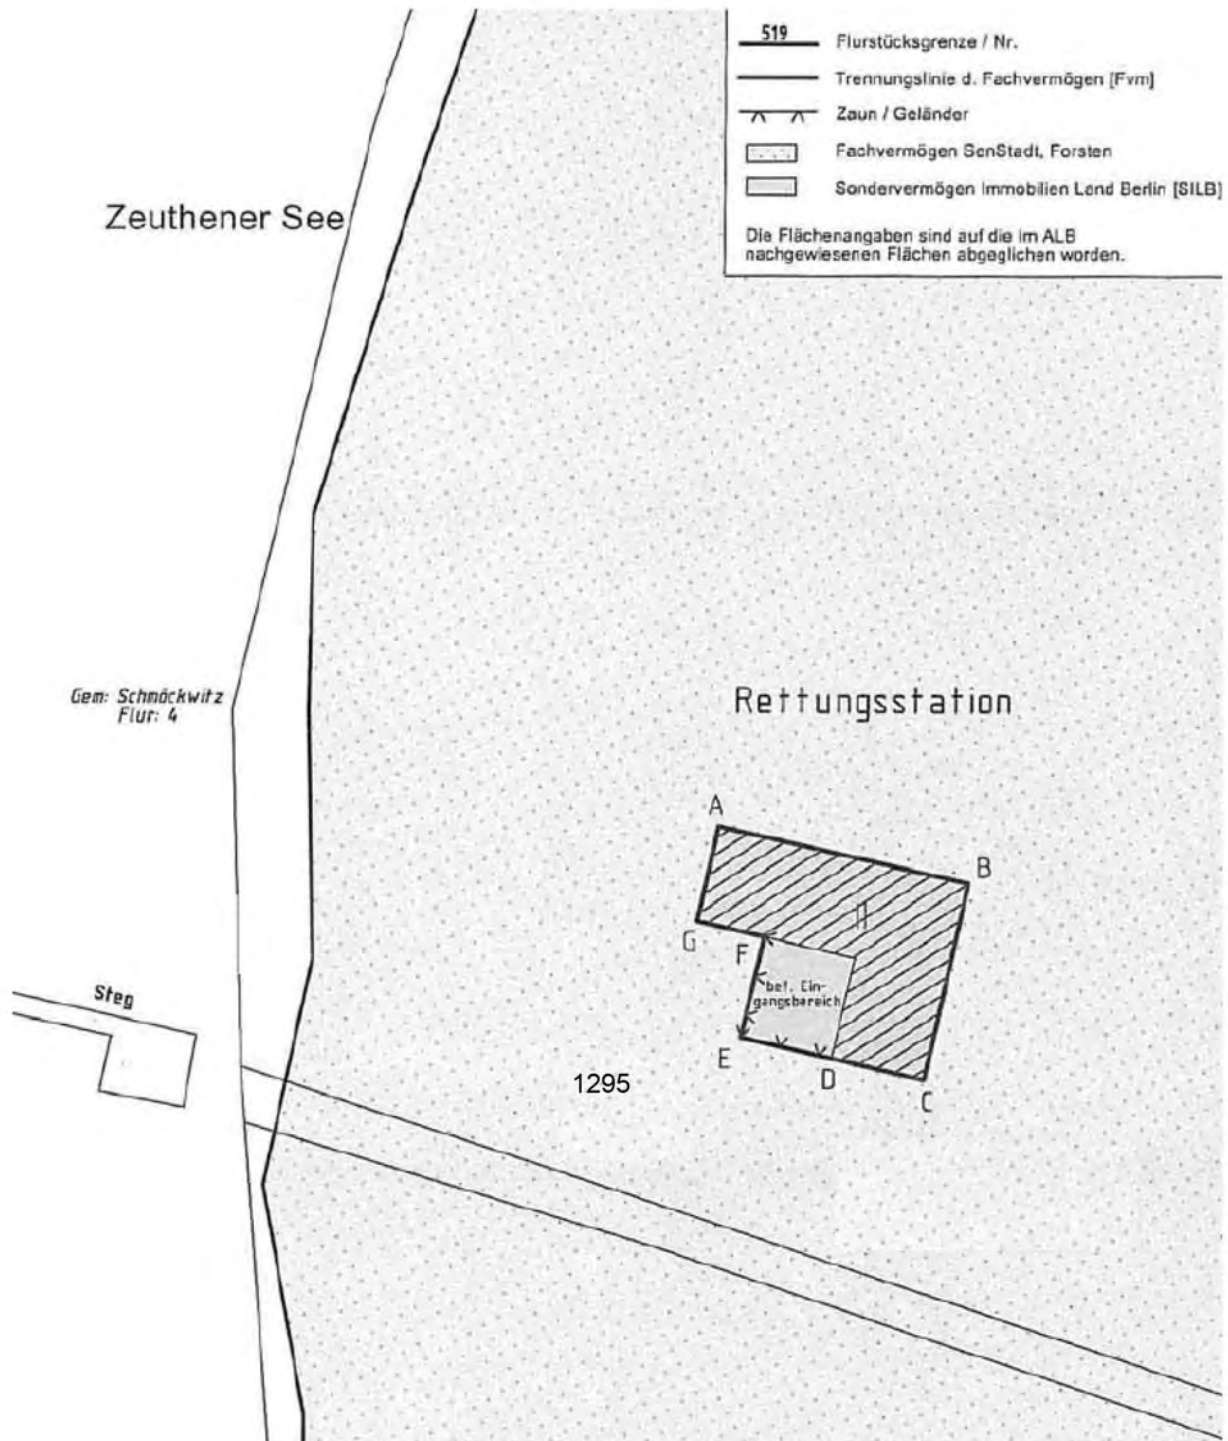 519
Flurstücksgrenze / Nr.
Trennungslinie d. Fachvermögen [Fvm]
Zaun / Geländer
Fachvermögen SenStadt, Forsten
Sondervermögen Immobilien Land Berlin [SILB]
Die Flächenangaben sind auf die im ALB
nachgewiesenen Flächen abgeglichen worden.
Zeuthener See
Gem: Schmöckwitz
Flur: 4
Rettungsstation
A
B
G
F
bef. Ein-
gangsbereich
E
D
C
Steg
1295